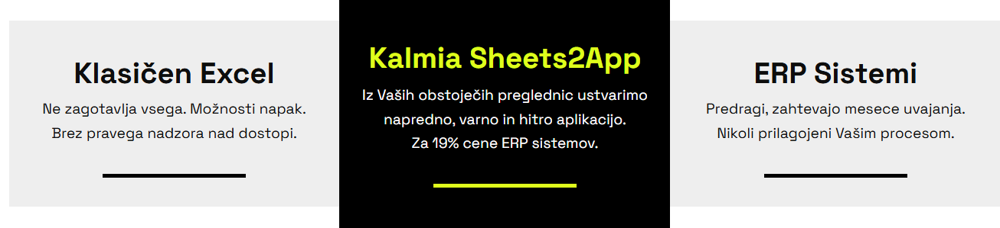 Klasičen Excel
Ne zagotavlja vsega. Možnosti napak.
Brez pravega nadzora nad dostopi.
Kalmia Sheets2App
Iz Vaših obstoječih preglednic ustvarimo
napredno, varno in hitro aplikacijo.
Za 19% cene ERP sistemov.
ERP Sistemi
Predragi, zahtevajo mesece uvajanja.
Nikoli prilagojeni Vašim procesom.